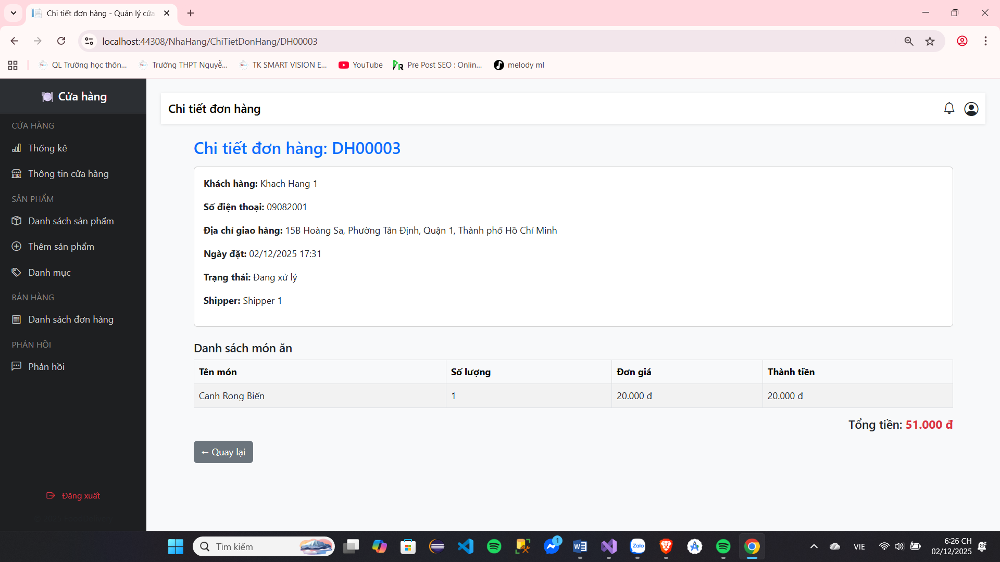 Chi tiết đơn hàng - Quản lý cửa
localhost:44308/NhaHang/ChiTietDonHang/DH00003
QL Trường học thôn...
Trường THPT Nguyễ...
TK SMART VISION E...
YouTube
Pre Post SEO : Onlin...
melody ml
Cửa hàng
CỬA HÀNG
Thống kê
Thông tin cửa hàng
SẢN PHẨM
Danh sách sản phẩm
Thêm sản phẩm
Danh mục
BÁN HÀNG
Danh sách đơn hàng
PHẢN HỒI
Phản hồi
Đăng xuất
Chi tiết đơn hàng
Chi tiết đơn hàng: DH00003
Khách hàng: Khach Hang 1
Số điện thoại: 09082001
Địa chỉ giao hàng: 15B Hoàng Sa, Phường Tân Định, Quận 1, Thành phố Hồ Chí Minh
Ngày đặt: 02/12/2025 17:31
Trạng thái: Đang xử lý
Shipper: Shipper 1
Danh sách món ăn
Tên món Số lượng Đơn giá Thành tiền
Canh Rong Biển 1 20.000 đ 20.000 đ
Tổng tiền: 51.000 đ
← Quay lại
Tìm kiếm
1
Zalo
VIE
6:26 CH
02/12/2025